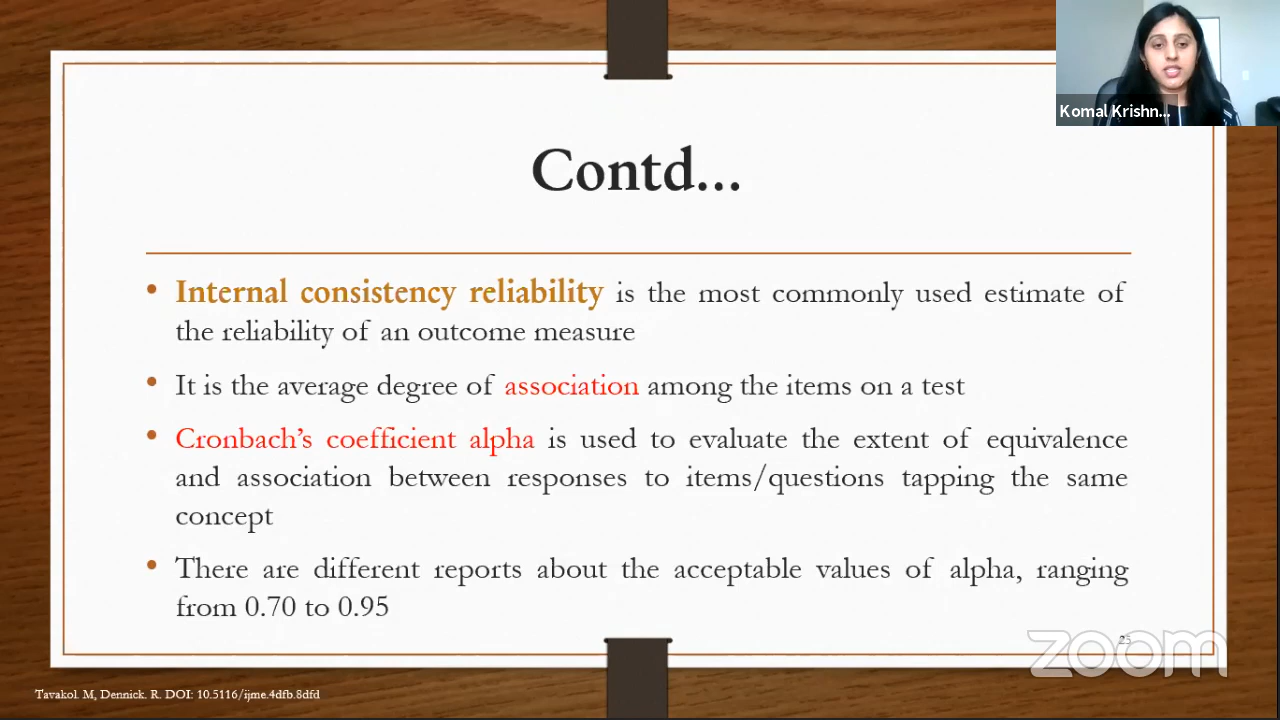 Komal Krishn...
Contd...
• Internal consistency reliability is the most commonly used estimate of
the reliability of an outcome measure
• It is the average degree of association among the items on a test
• Cronbach's coefficient alpha is used to evaluate the extent of equivalence
and association between responses to items/questions tapping the same
concept
• There are different reports about the acceptable values of alpha, ranging
from 0.70 to 0.95
25
zoom
Tavakol. M, Dennick. R. DOI: 10.5116/ijme.4dfb.8dfd